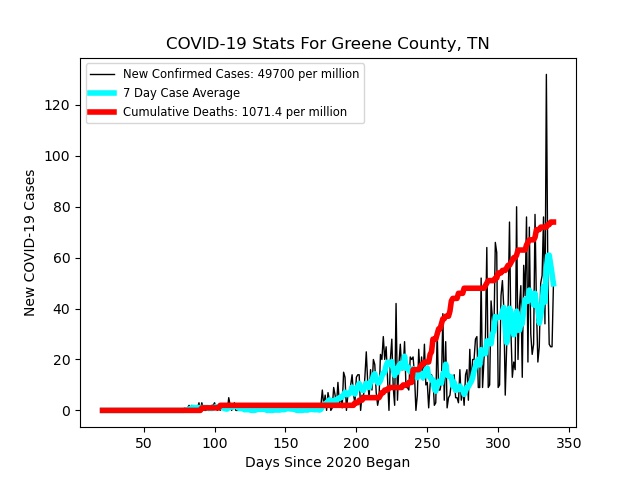 COVID-19 Stats For Greene County, TN
New Confirmed Cases: 49700 per million
7 Day Case Average
Cumulative Deaths: 1071.4 per million
New COVID-19 Cases
120
100
80
60
40
20
0
50 100 150 200 250 300 350
Days Since 2020 Began